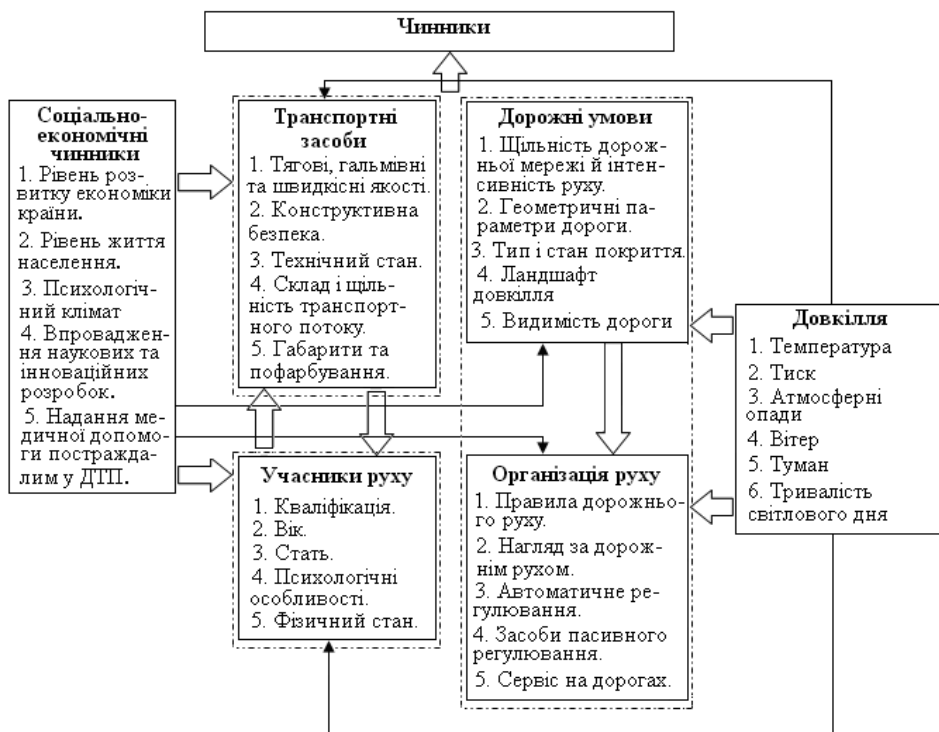 Чинники
Соціально-
економічні
чинники
1. Рівень роз-
витку економіки
країни.
2. Рівень життя
населення.
3. Психологіч-
ний клімат
4. Впроваджен-
ня наукових та
інноваційних
розробок.
5. Надання ме-
дичної допомо-
ги постражда-
лим у ДТП.
Транспортні
засоби
1. Тягові, гальмівні
та швидкісні якості.
2. Конструктивна
безпека.
3. Технічний стан.
4. Склад і щіль-
ність транспорт-
ного потоку.
5. Габарити та
пофарбування.
Дорожні умови
1. Щільність дорож-
ньої мережі й інтен-
сивність руху.
2. Геометричні па-
раметри дороги.
3. Тип і стан покриття.
4. Ландшафт
довкілля
5. Видимість дороги
Довкілля
1. Температура
2. Тиск
3. Атмосферні
опади
4. Вітер
5. Туман
6. Тривалість
світлового дня
Учасники руху
1. Кваліфікація.
2. Вік.
3. Стать.
4. Психологічні
особливості.
5. Фізичний стан.
Організація руху
1. Правила дорожньо-
го руху.
2. Нагляд за дорож-
нім рухом.
3. Автоматичне ре-
гулювання.
4. Засоби пасивного
регулювання.
5. Сервіс на дорогах.